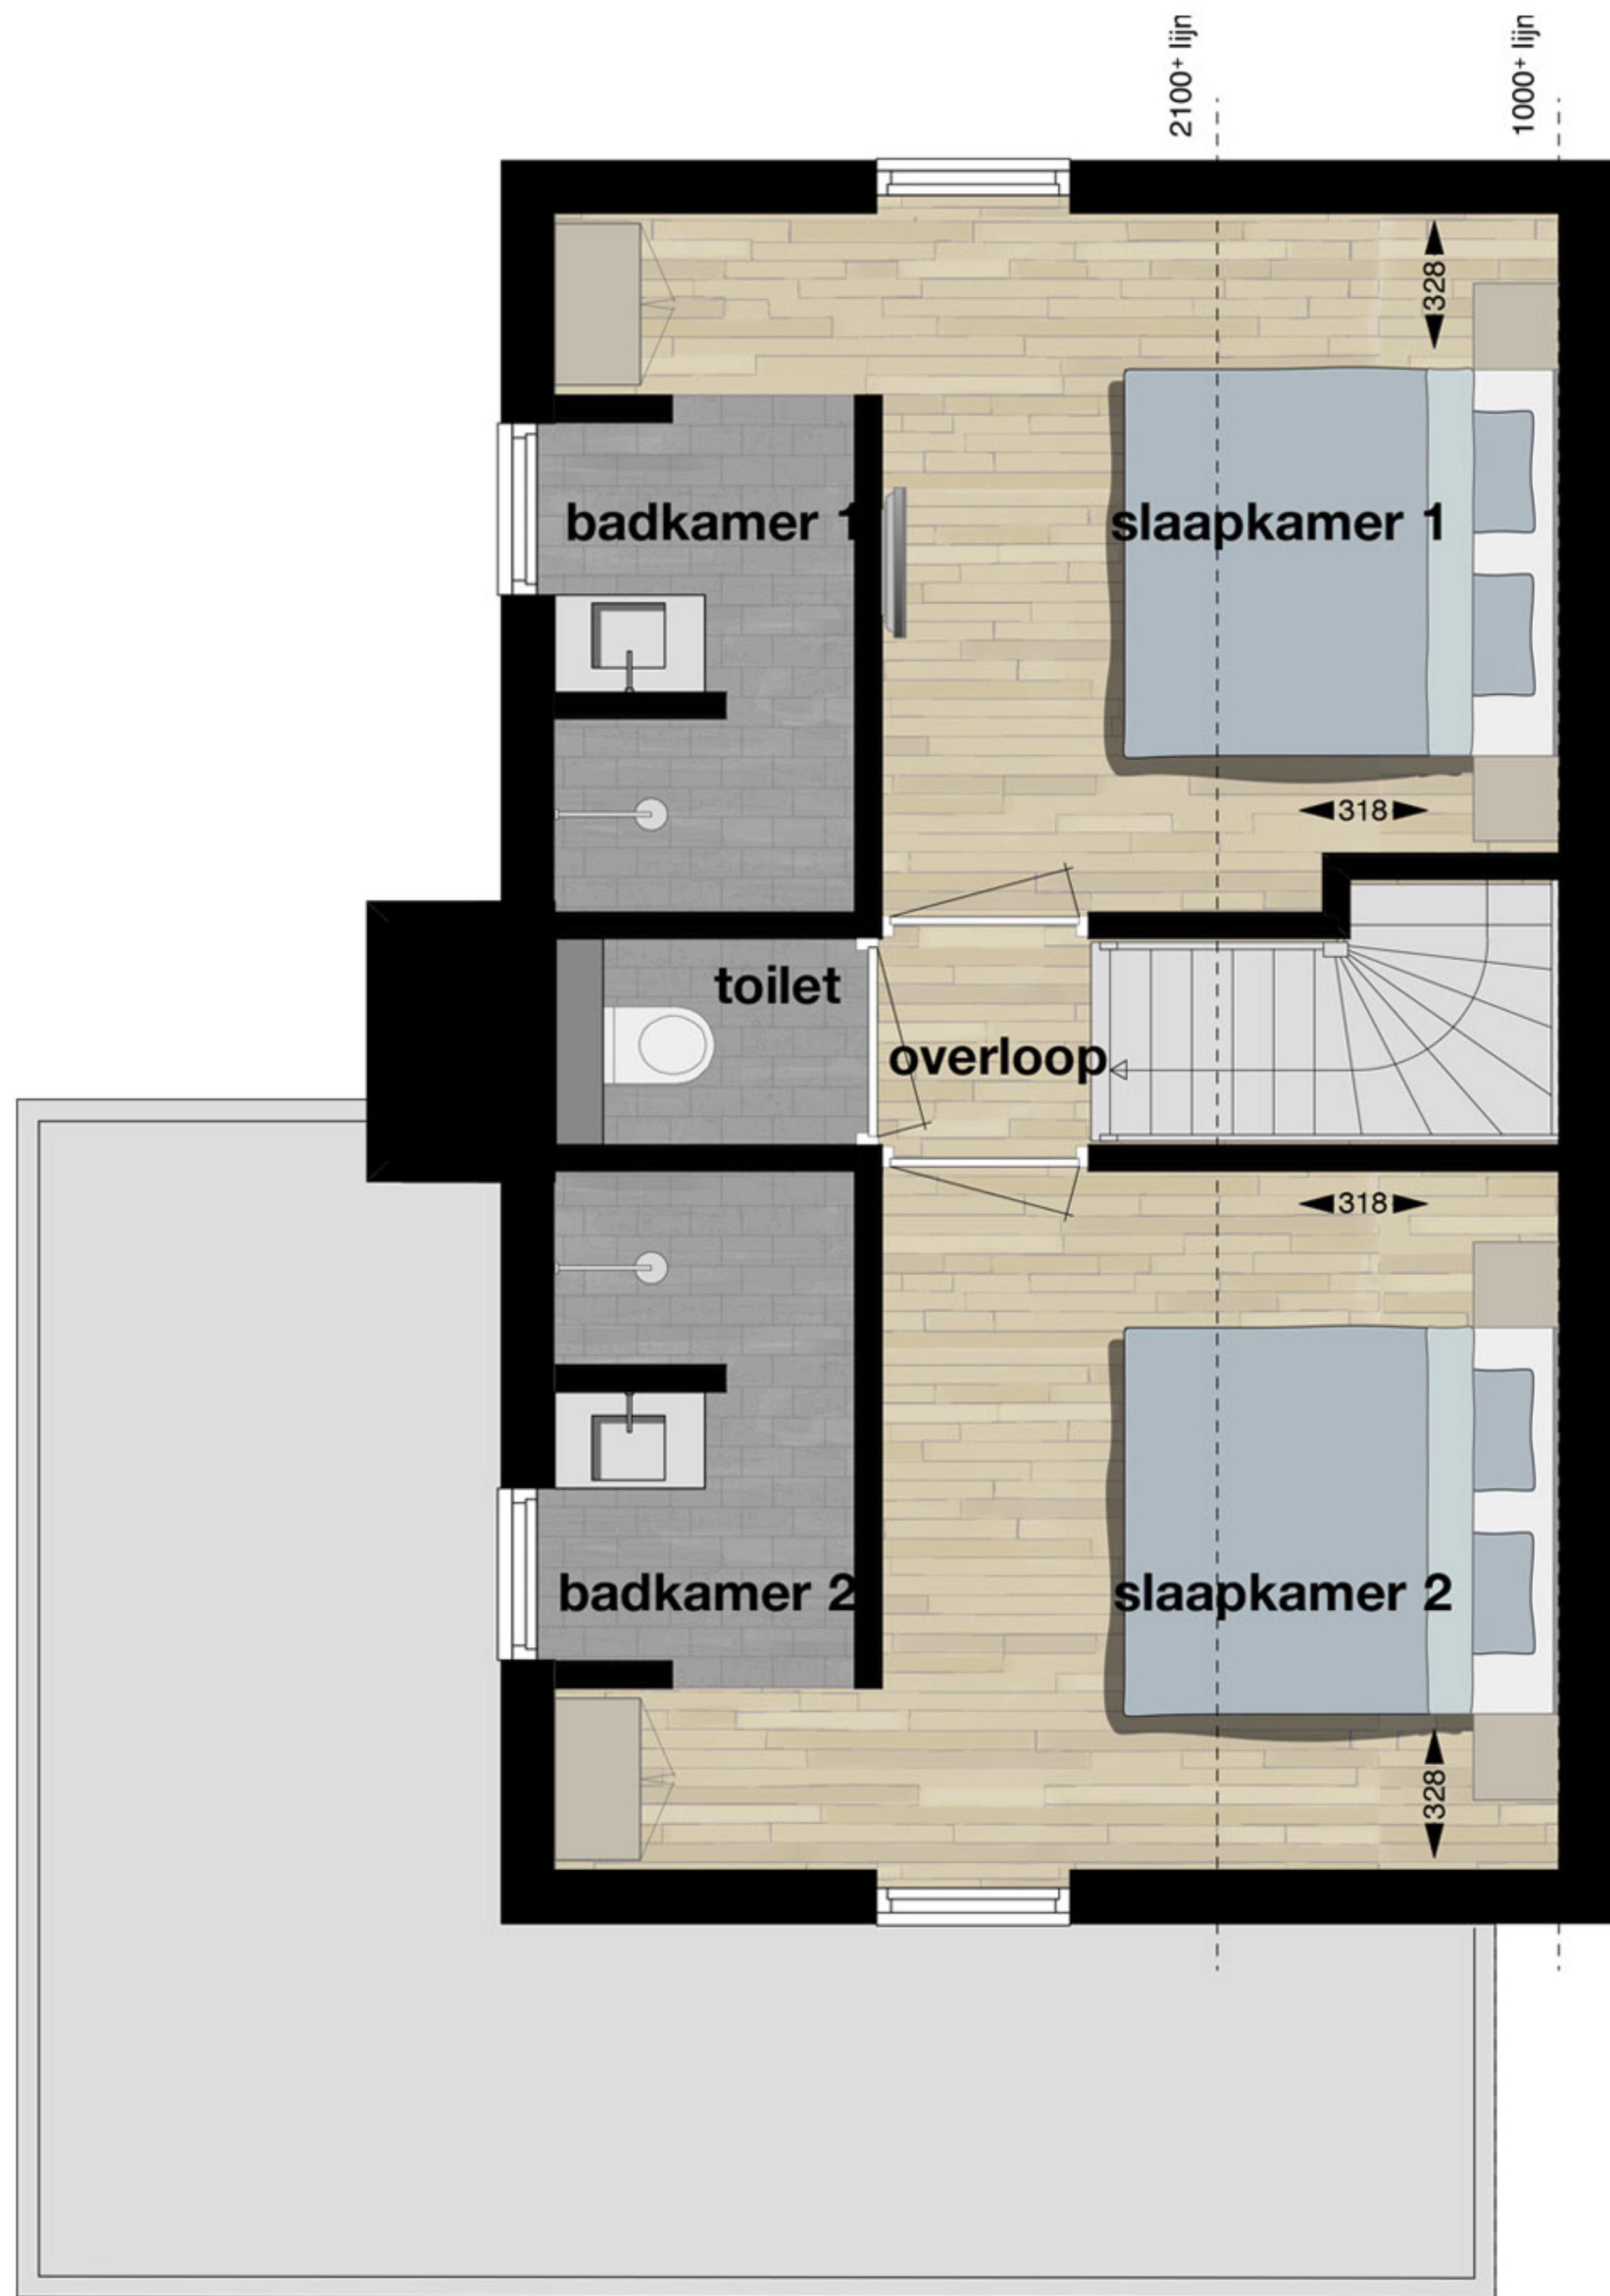 2100+ lijn
1000+ lijn
328
badkamer 1
slaapkamer 1
318
toilet
overloop
318
badkamer 2
slaapkamer 2
328